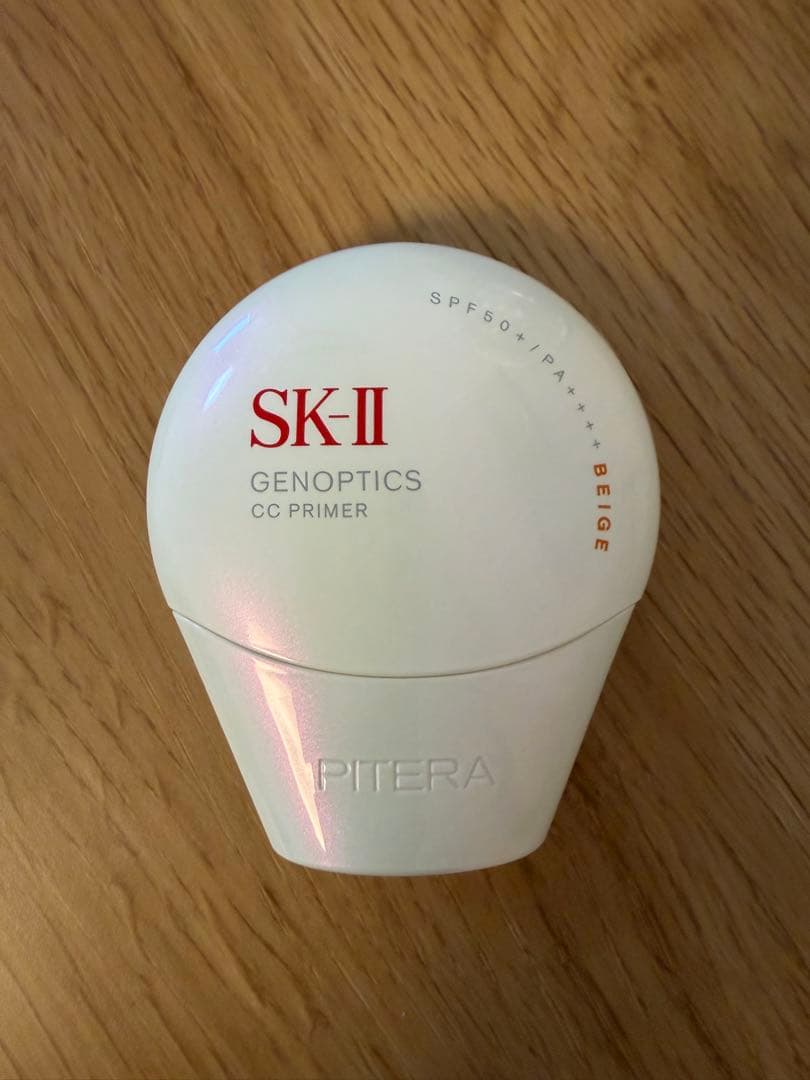 SPF50+/PA++++ BEIGE
SK-II
GENOPTICS
CC PRIMER
PITERA